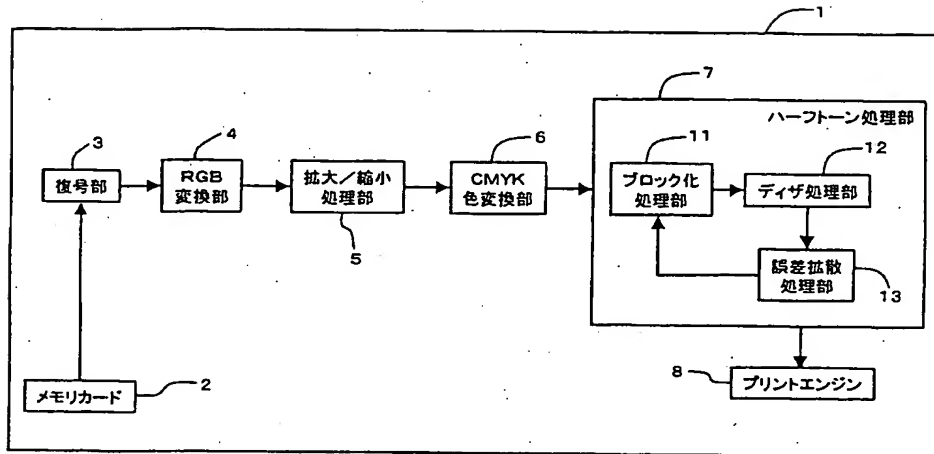 1
7
ハーフトーン処理部
3
4
6
11
12
復号部
RGB
変換部
拡大／縮小
処理部
CMYK
色変換部
ブロック化
処理部
ディザ処理部
5
誤差拡散
処理部
13
メモリカード
2
8
プリントエンジン